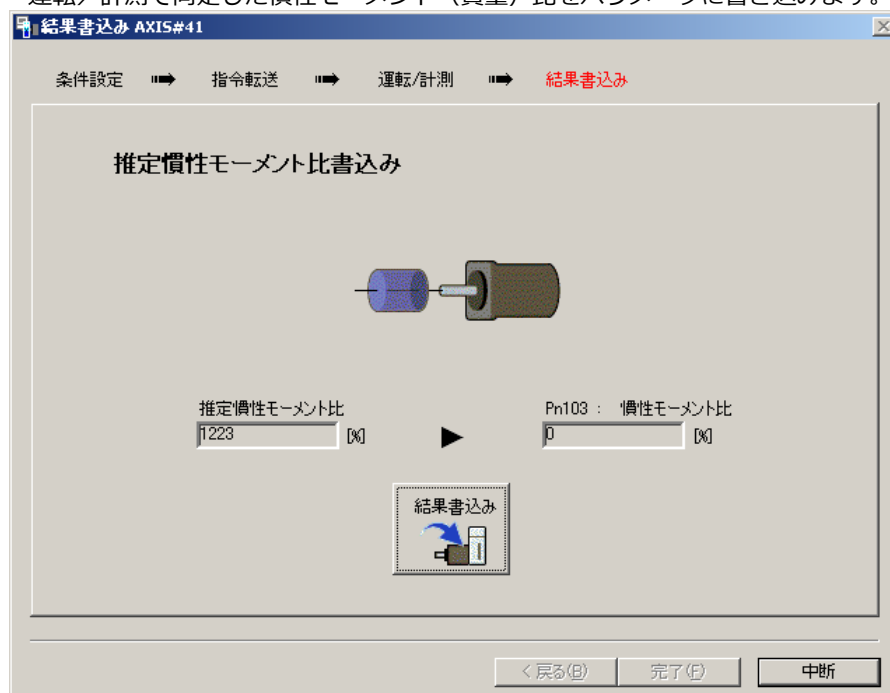 運転／計測で同定した慣性モーメント（質量）比をパラメータに書き込みます。
結果書込み AXIS#41
条件設定 指令転送 運転/計測 結果書込み
推定慣性モーメント比書込み
推定慣性モーメント比 Pn103 : 慣性モーメント比
1223 [%] 0 [%]
結果書込み
< 戻る(B) 完了(F) 中断